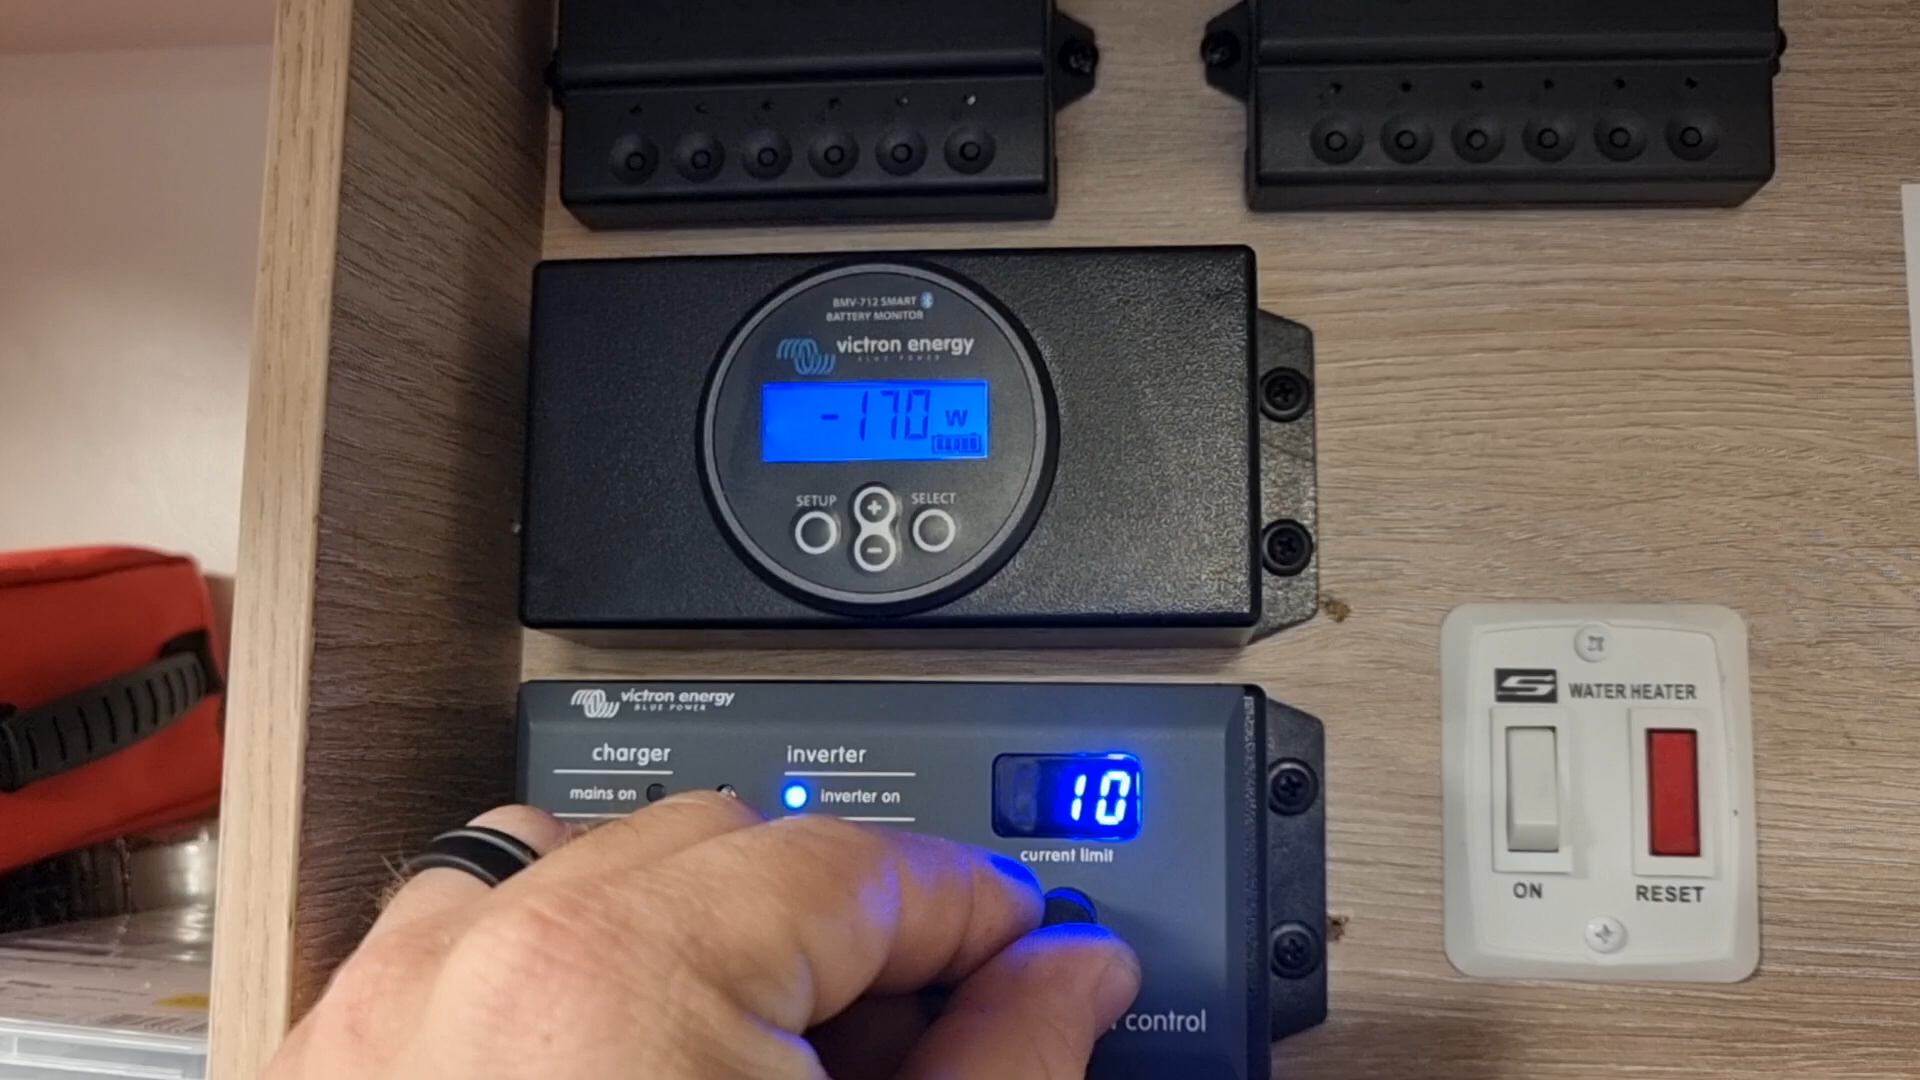 BMV-712 SMART
BATTERY MONITOR
victron energy
BLUE POWER
-170 W
SETUP
+
SELECT
-
victron energy
BLUE POWER
charger
inverter
mains on
inverter on
10
current limit
control
S WATER HEATER
ON
RESET